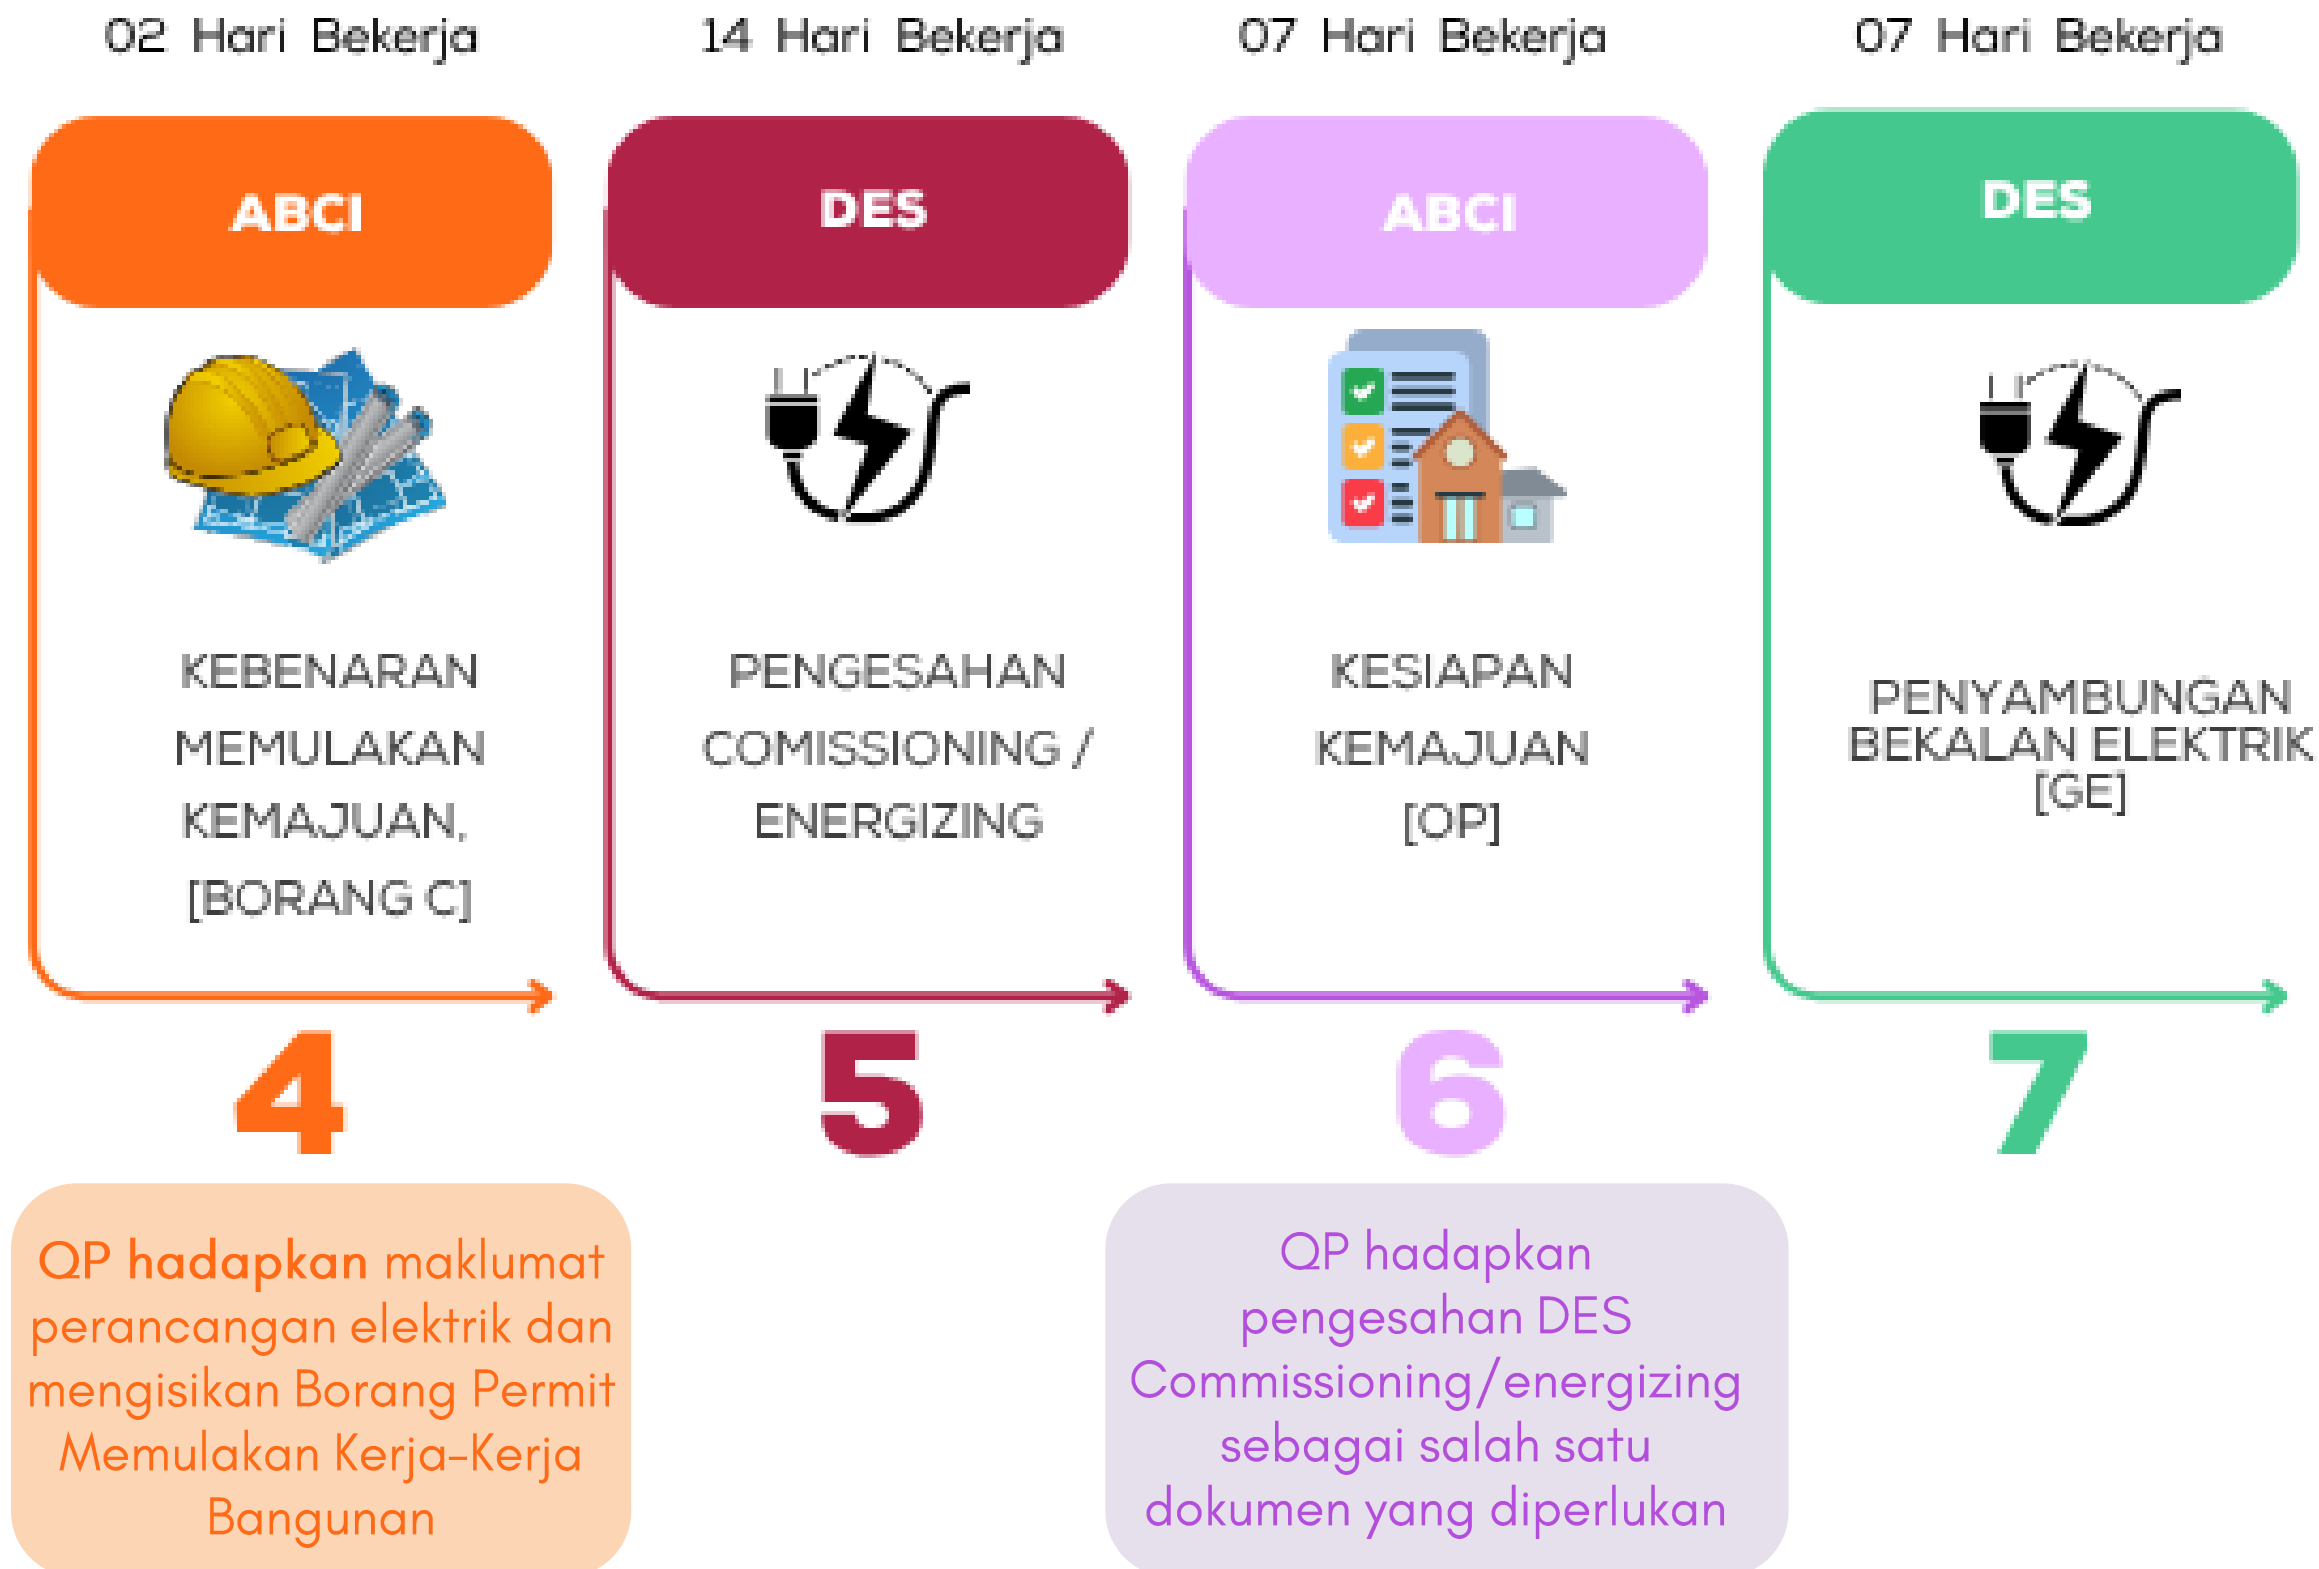 02 Hari Bekerja
14 Hari Bekerja
07 Hari Bekerja
07 Hari Bekerja
ABCI
DES
ABCI
DES
KEBENARAN
MEMULAKAN
KEMAJUAN,
[BORANG C]
PENGESAHAN
COMISSIONING /
ENERGIZING
KESIAPAN
KEMAJUAN
[OP]
PENYAMBUNGAN
BEKALAN ELEKTRIK
[GE]
4
5
6
7
QP hadapkan maklumat
perancangan elektrik dan
mengisikan Borang Permit
Memulakan Kerja-Kerja
Bangunan
QP hadapkan
pengesahan DES
Commissioning/energizing
sebagai salah satu
dokumen yang diperlukan